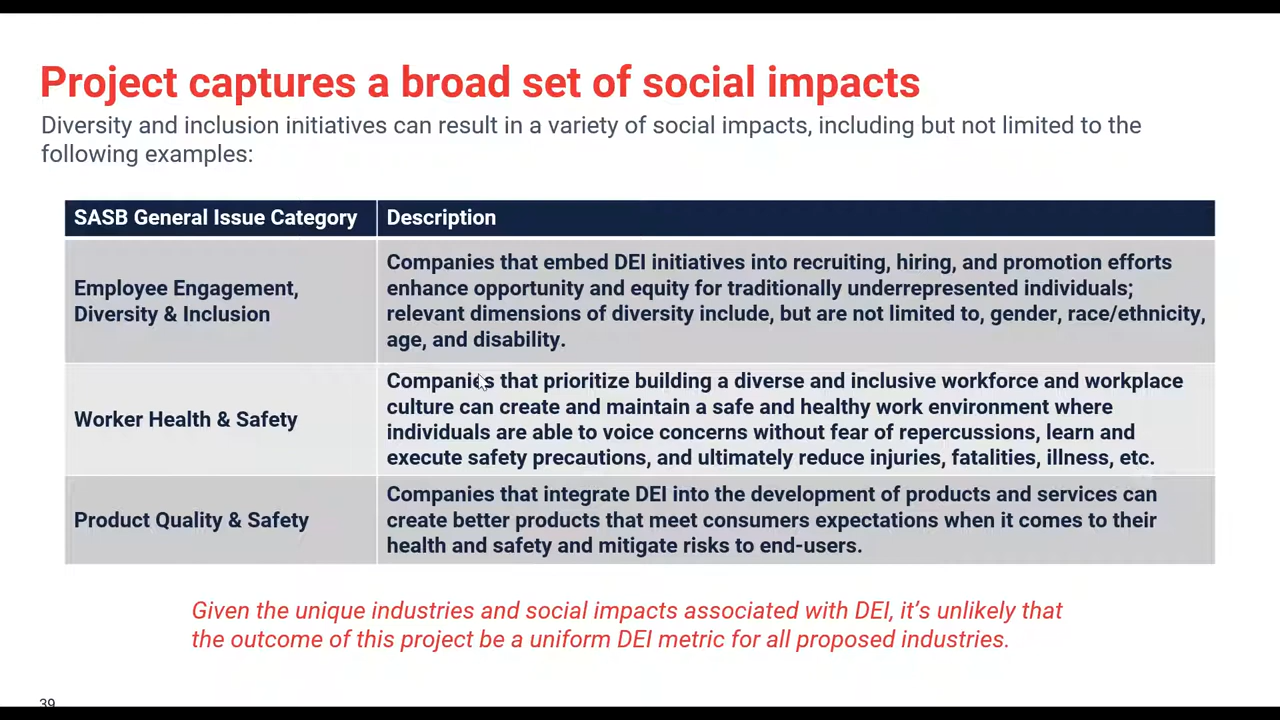 Project captures a broad set of social impacts
Diversity and inclusion initiatives can result in a variety of social impacts, including but not limited to the
following examples:
SASB General Issue Category
Description
Employee Engagement,
Diversity & Inclusion
Companies that embed DEI initiatives into recruiting, hiring, and promotion efforts
enhance opportunity and equity for traditionally underrepresented individuals;
relevant dimensions of diversity include, but are not limited to, gender, race/ethnicity,
age, and disability.
Worker Health & Safety
Companies that prioritize building a diverse and inclusive workforce and workplace
culture can create and maintain a safe and healthy work environment where
individuals are able to voice concerns without fear of repercussions, learn and
execute safety precautions, and ultimately reduce injuries, fatalities, illness, etc.
Product Quality & Safety
Companies that integrate DEI into the development of products and services can
create better products that meet consumers expectations when it comes to their
health and safety and mitigate risks to end-users.
Given the unique industries and social impacts associated with DEI, it's unlikely that
the outcome of this project be a uniform DEI metric for all proposed industries.
39